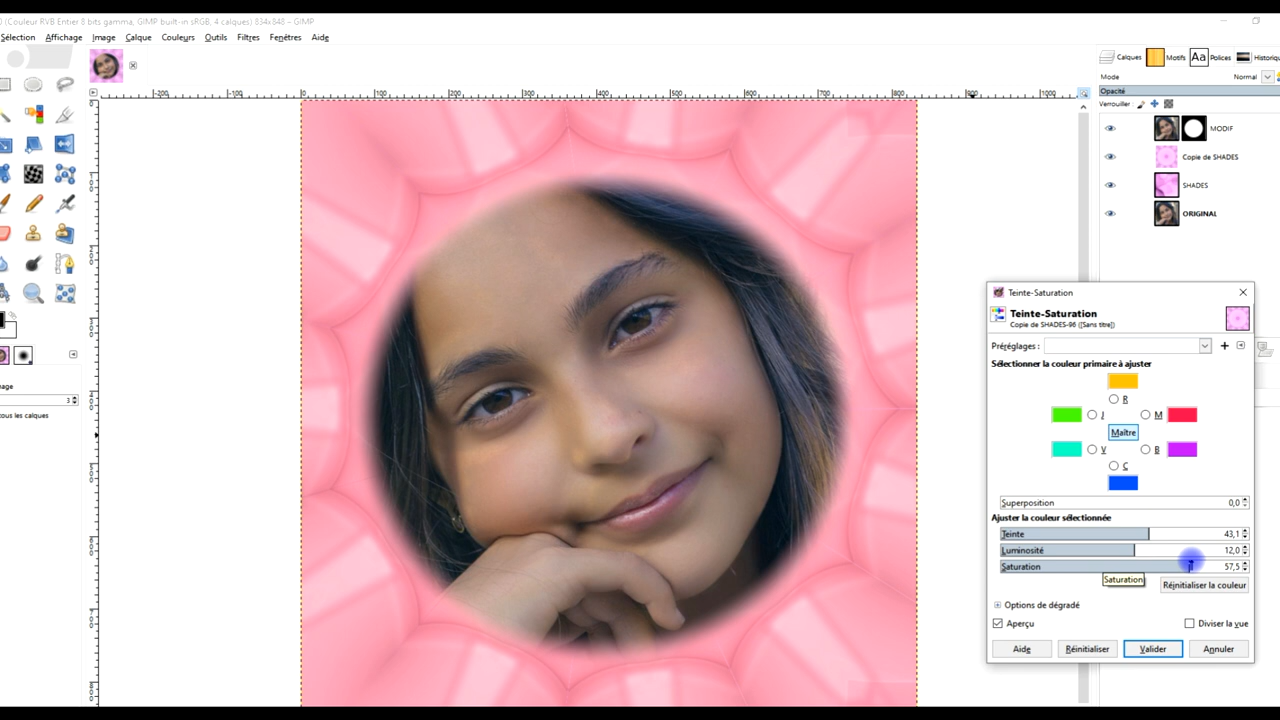 (Couleur RVB Entier 8 bits gamma, GIMP built-in sRGB, 4 calques) 834x848 – GIMP
Sélection Affichage Image Calque Couleurs Outils Filtres Fenêtres Aide
Calques Motifs Aa Polices Historiq
Mode Normal
Opacité
Verrouiller :
-200 -100 0 100 200 300 400 500 600 700 800 900 1000
MODIF
Copie de SHADES
SHADES
ORIGINAL
Teinte-Saturation
Teinte-Saturation
Copie de SHADES-96 ([Sans titre])
Préréglages :
Sélectionner la couleur primaire à ajuster
R
J M
Maître
V B
C
Superposition 0,0
Ajuster la couleur sélectionnée
Teinte 43,1
Luminosité 12,0
Saturation 57,5
Saturation
Réinitialiser la couleur
Options de dégradé
Aperçu Diviser la vue
Aide Réinitialiser Valider Annuler
mage
3
tous les calques